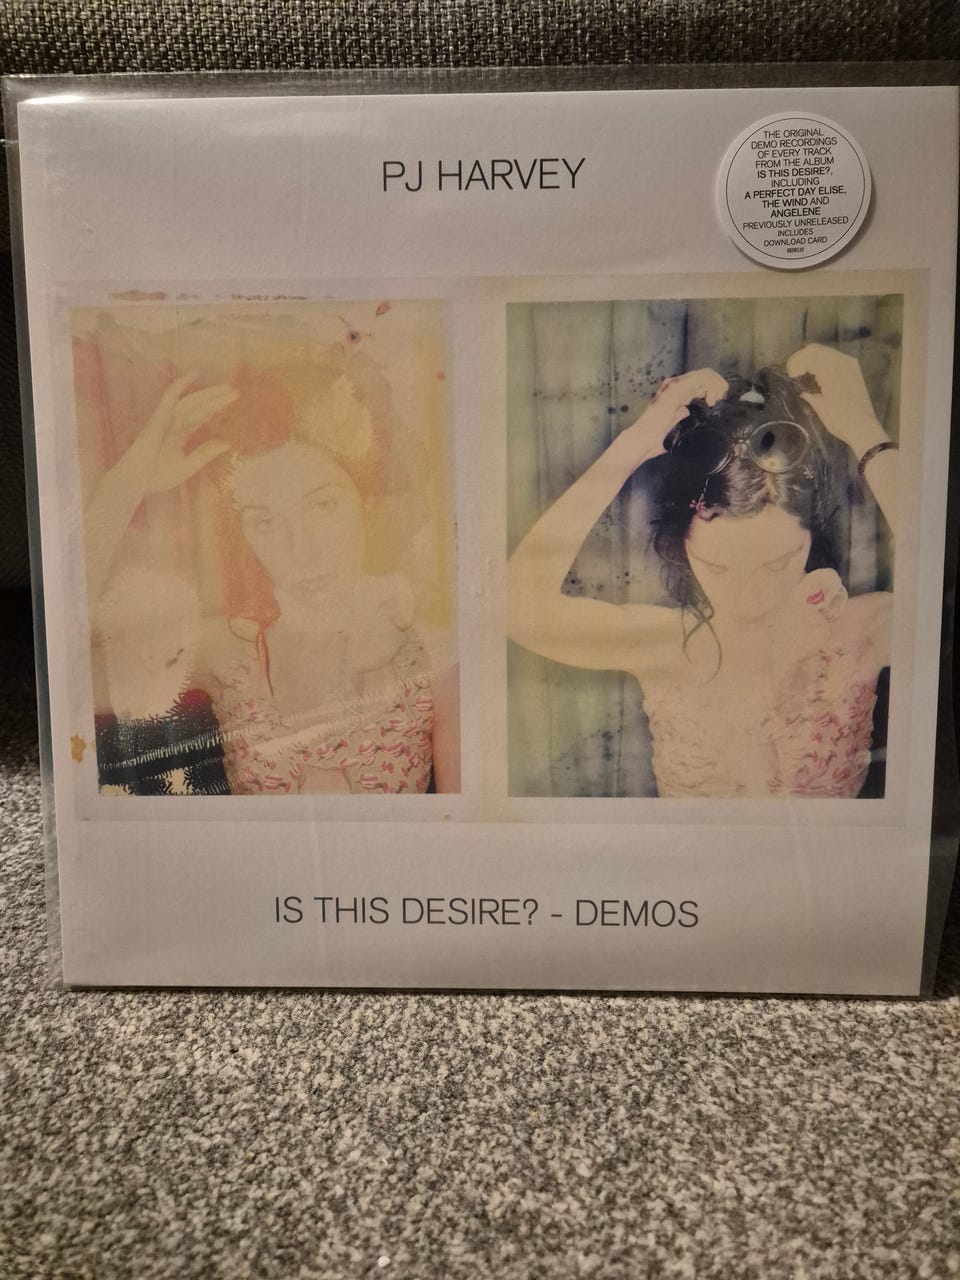 PJ HARVEY
THE ORIGINAL
DEMO RECORDINGS
OF EVERY TRACK
FROM THE ALBUM
IS THIS DESIRE?,
INCLUDING
A PERFECT DAY ELISE,
THE WIND AND
ANGELENE
PREVIOUSLY UNRELEASED
INCLUDES
DOWNLOAD CARD
IS THIS DESIRE? - DEMOS